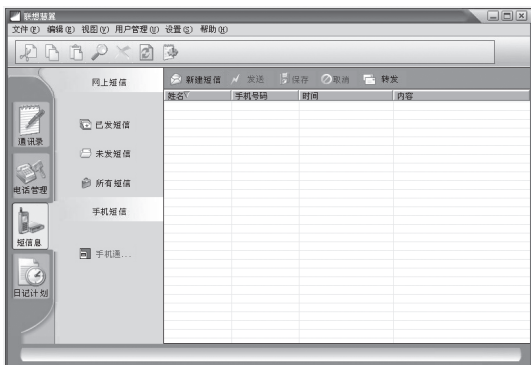 联想慧翼
文件(F) 编辑(E) 视图(V) 用户管理(U) 设置(S) 帮助(H)
网上短信
新建短信 发送 保存 取消 转发
姓名 手机号码 时间 内容
已发短信
未发短信
所有短信
手机短信
手机通...
通讯录
电话管理
短信息
日记计划